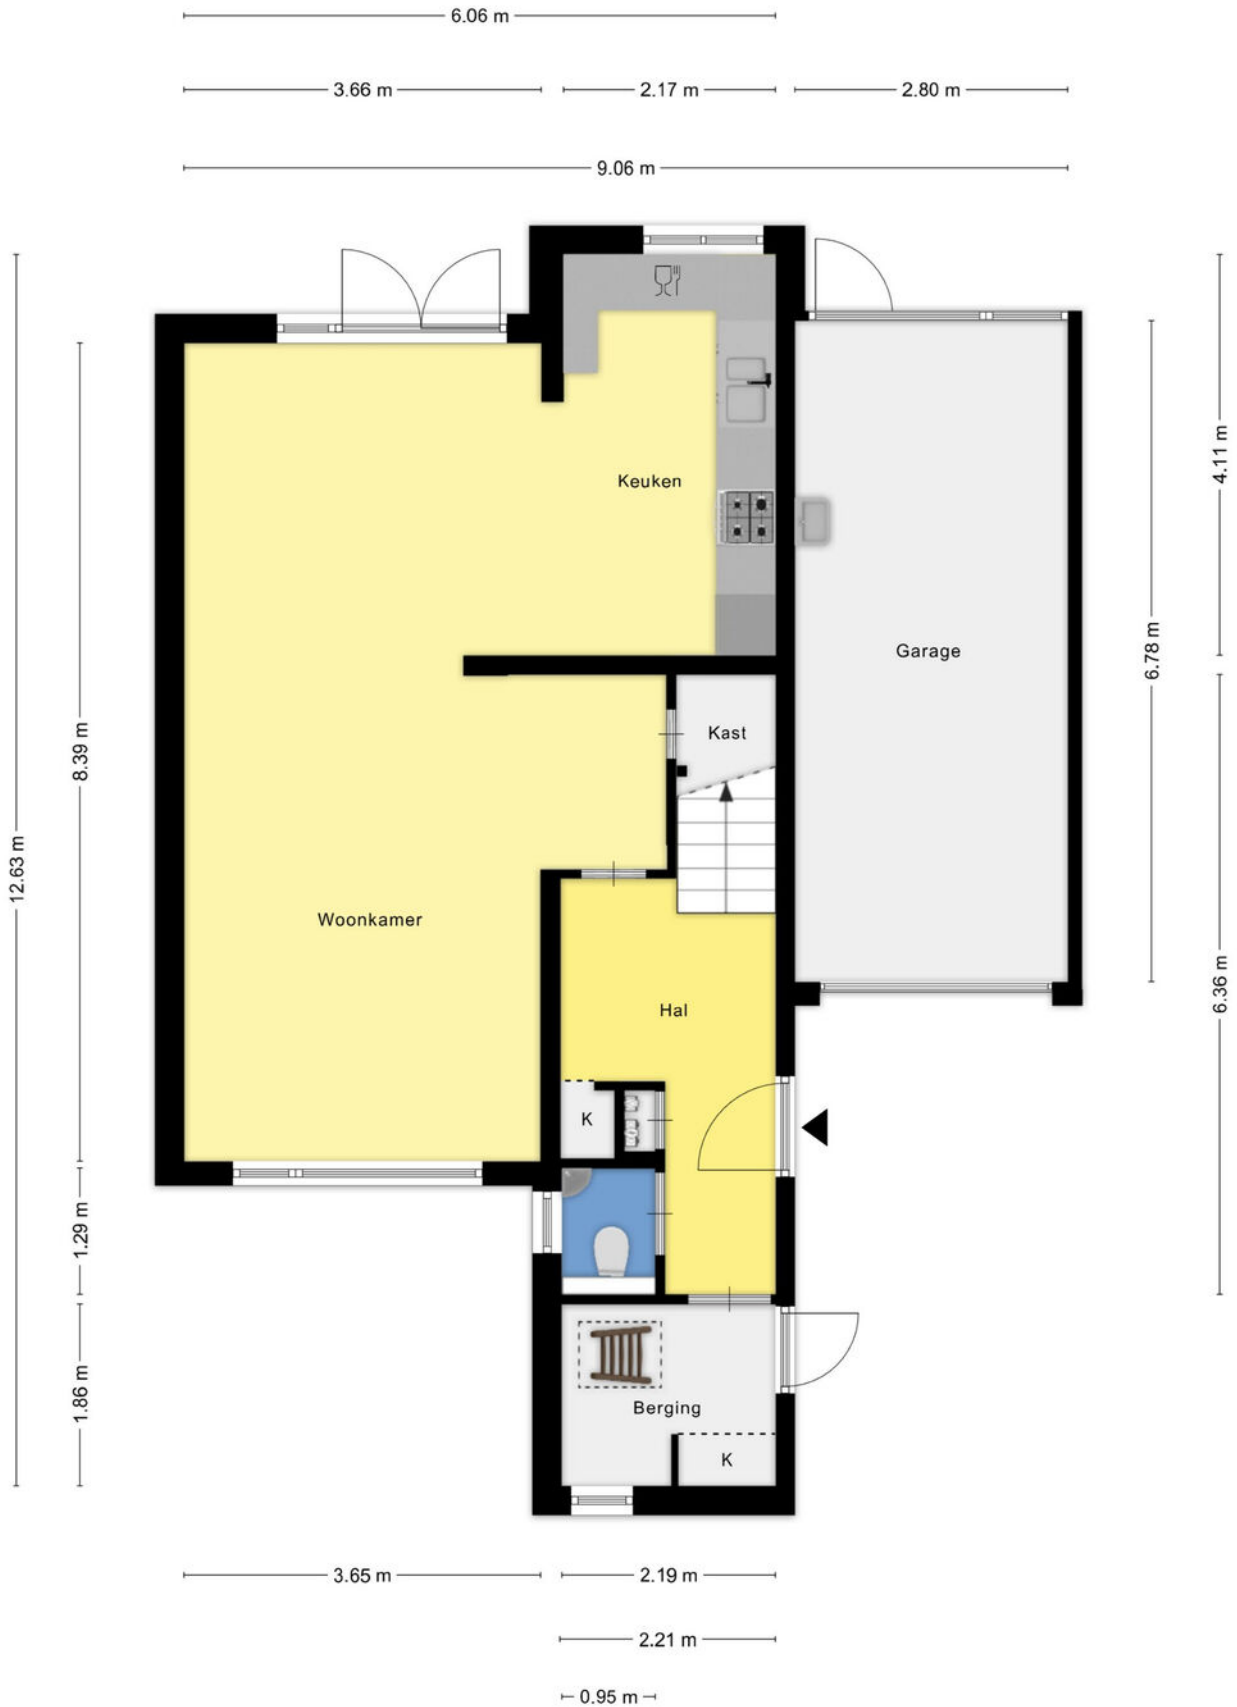 6.06 m
3.66 m
2.17 m
2.80 m
9.06 m
4.11 m
Keuken
6.78 m
Garage
8.39 m
Kast
12.63 m
Woonkamer
6.36 m
Hal
K
1.29 m
1.86 m
Berging
K
3.65 m
2.19 m
2.21 m
0.95 m